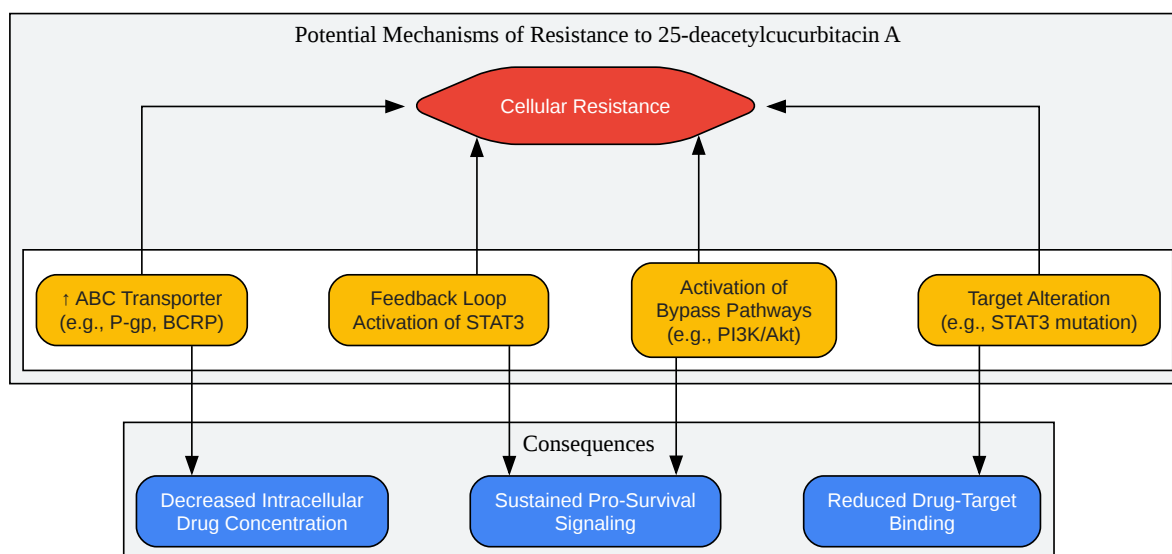 Potential Mechanisms of Resistance to 25-deacetylcucurbitacin A
Cellular Resistance
↑ ABC Transporter
(e.g., P-gp, BCRP)
Feedback Loop
Activation of STAT3
Activation of
Bypass Pathways
(e.g., PI3K/Akt)
Target Alteration
(e.g., STAT3 mutation)
Consequences
Decreased Intracellular
Drug Concentration
Sustained Pro-Survival
Signaling
Reduced Drug-Target
Binding